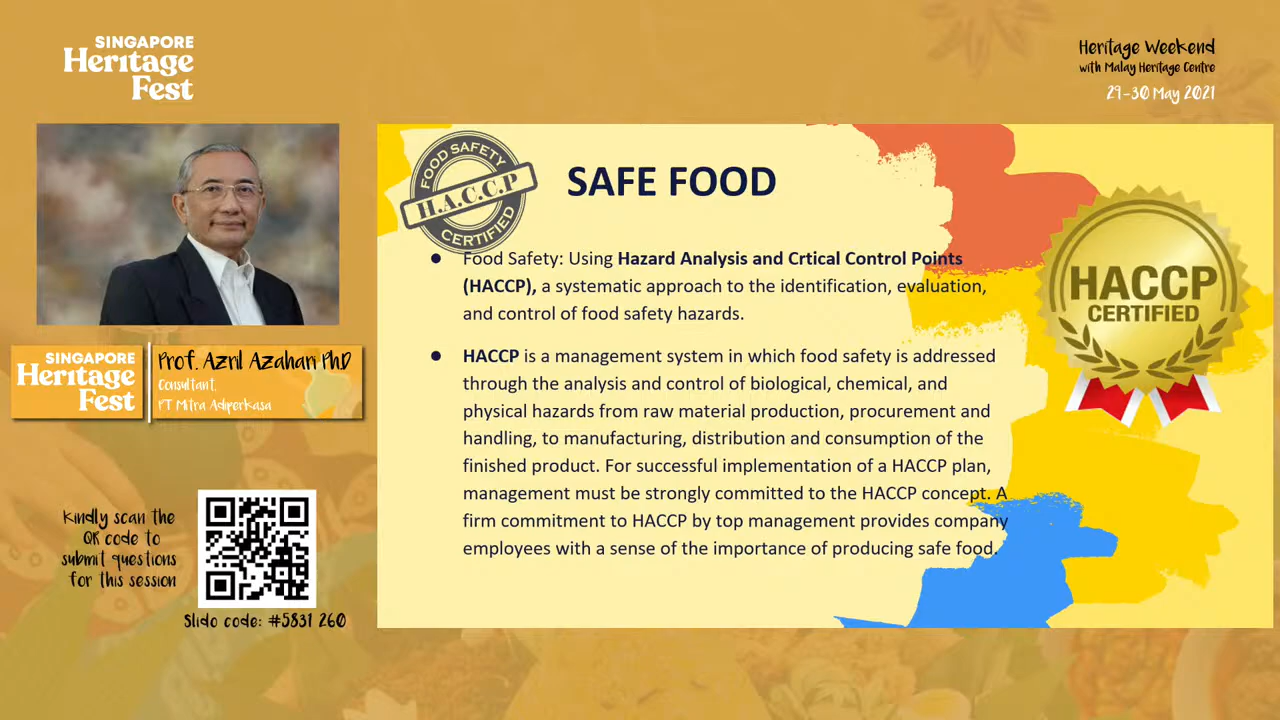 SINGAPORE
Heritage
Fest
Heritage Weekend
with Malay Heritage Centre
29-30 May 2021
SINGAPORE
Heritage
Fest
Prof. Azril Azahari PhD
Consultant,
PT Mitra Adiperkasa
Kindly scan the
QR code to
submit questions
for this session
Slido code: #5831 260
FOOD SAFETY
H.A.C.C.P
CERTIFIED
SAFE FOOD
● Food Safety: Using Hazard Analysis and Crtical Control Points
(HACCP), a systematic approach to the identification, evaluation,
and control of food safety hazards.
● HACCP is a management system in which food safety is addressed
through the analysis and control of biological, chemical, and
physical hazards from raw material production, procurement and
handling, to manufacturing, distribution and consumption of the
finished product. For successful implementation of a HACCP plan,
management must be strongly committed to the HACCP concept. A
firm commitment to HACCP by top management provides company
employees with a sense of the importance of producing safe food.
HACCP
CERTIFIED